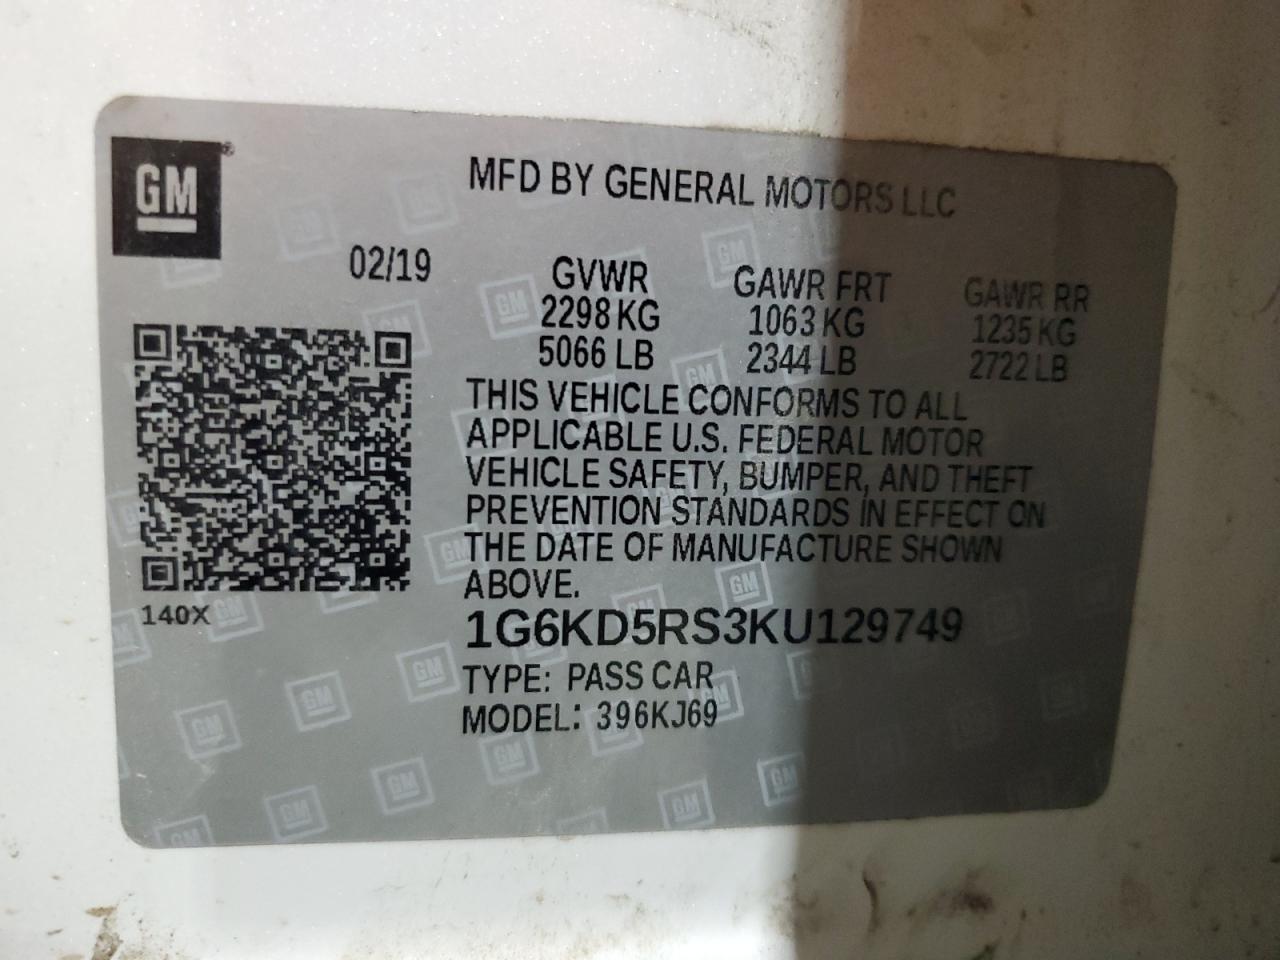 GM®
MFD BY GENERAL MOTORS LLC
02/19
GVWR GAWR FRT GAWR RR
2298 KG 1063 KG 1235 KG
5066 LB 2344 LB 2722 LB
THIS VEHICLE CONFORMS TO ALL
APPLICABLE U.S. FEDERAL MOTOR
VEHICLE SAFETY, BUMPER, AND THEFT
PREVENTION STANDARDS IN EFFECT ON
THE DATE OF MANUFACTURE SHOWN
ABOVE.
140X
1G6KD5RS3KU129749
TYPE: PASS CAR
MODEL: 396KJ69